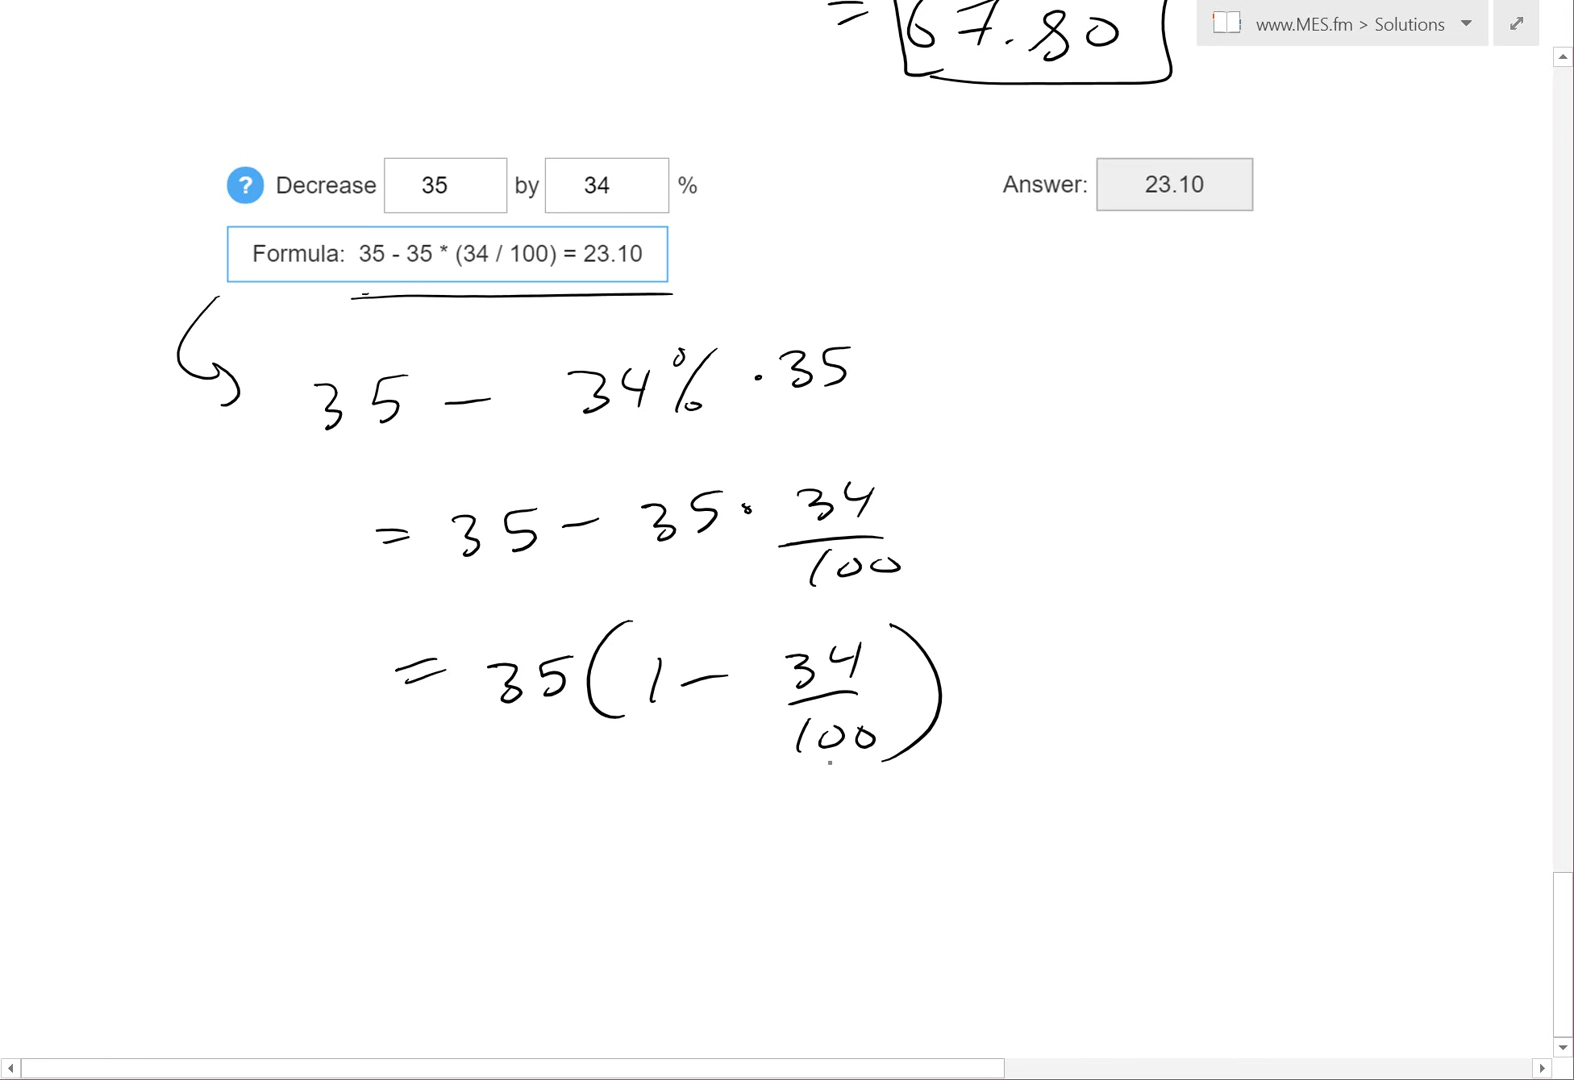 = 67.80
www.MES.fm > Solutions
? Decrease 35 by 34 %
Answer: 23.10
Formula: 35 - 35 * (34 / 100) = 23.10
35 - 34% · 35
= 35 - 35 · 34/100
= 35(1 - 34/100)